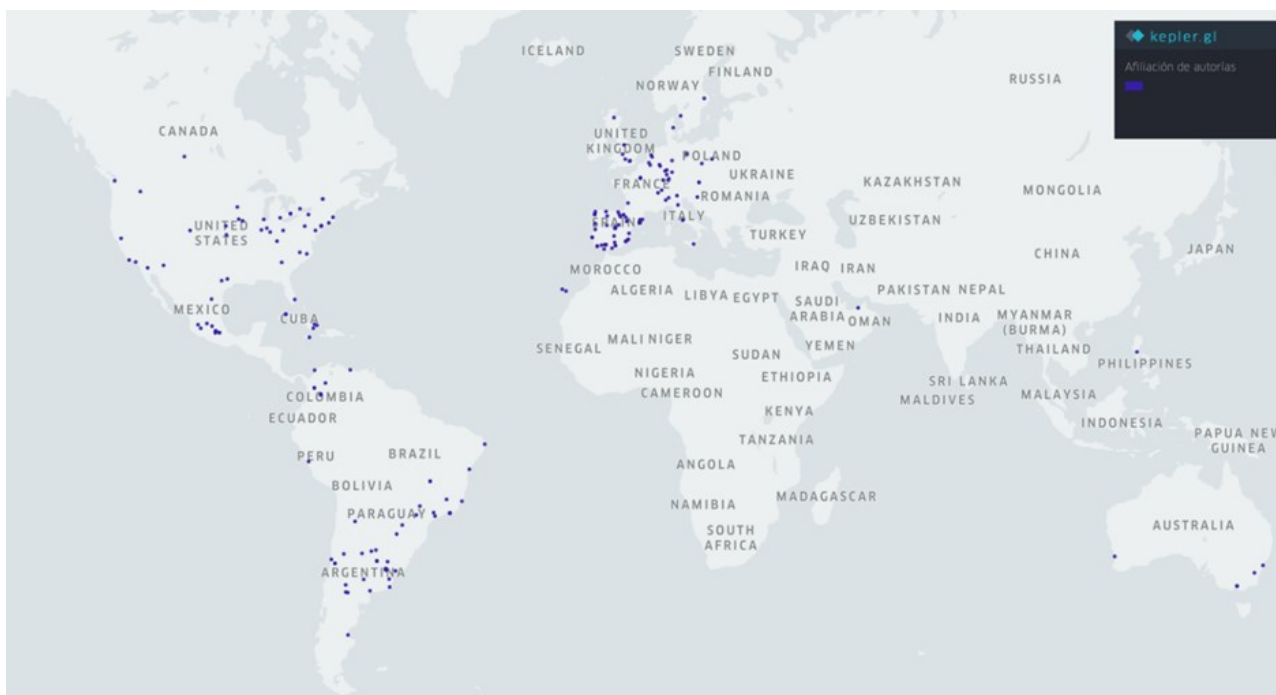 kepler.gl
Afiliación de autorías
ICELAND
SWEDEN
FINLAND
NORWAY
RUSSIA
CANADA
UNITED
KINGDOM
POLAND
UKRAINE
FRANCE
ROMANIA
KAZAKHSTAN
MONGOLIA
UNITED
STATES
SPAIN
ITALY
UZBEKISTAN
TURKEY
CHINA
JAPAN
MOROCCO
IRAQ
IRAN
ALGERIA
LIBYA
EGYPT
PAKISTAN
NEPAL
MEXICO
CUBA
SAUDI
ARABIA
OMAN
INDIA
MYANMAR
(BURMA)
SENEGAL
MALI
NIGER
SUDAN
YEMEN
THAILAND
PHILIPPINES
NIGERIA
ETHIOPIA
SRI LANKA
COLOMBIA
CAMEROON
MALDIVES
MALAYSIA
ECUADOR
KENYA
INDONESIA
TANZANIA
PAPUA NEW
GUINEA
PERU
BRAZIL
ANGOLA
BOLIVIA
NAMIBIA
MADAGASCAR
PARAGUAY
SOUTH
AFRICA
AUSTRALIA
ARGENTINA